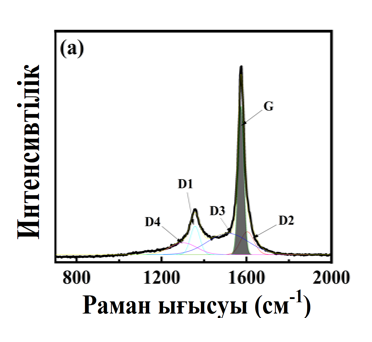 (a)
Интенсивтілік
G
D1
D3
D4
D2
800 1200 1600 2000
Раман ығысуы (см-1)